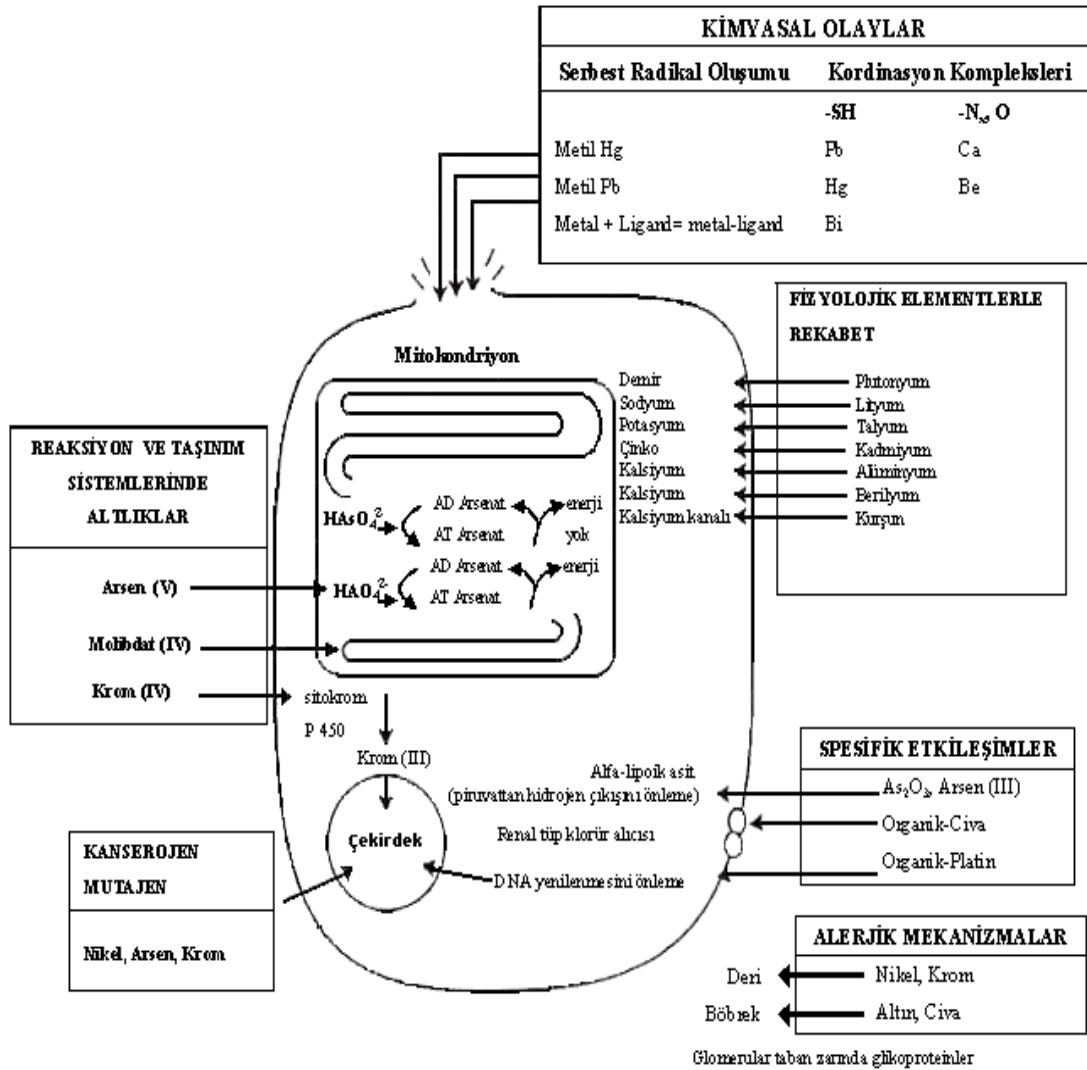 KİMYASAL OLAYLAR
Serbest Radikal Oluşumu Kordinasyon Kompleksleri
-SH -N,, O
Metil Hg Pb Ca
Metil Pb Hg Be
Metal + Ligand= metal-ligand Bi
FİZYOLOJİK ELEMENTLERLE
REKABET
Mitokondriyon
Demir Plutonyum
Sodyum Lityum
Potasyum Talyum
Çinko Kadmiyum
Kalsiyum Alüminyum
Kalsiyum Berilyum
Kalsiyum kanalı Kurşun
REAKSİYON VE TAŞINIM
SİSTEMLERİNDE
ALTLIKLAR
Arsen (V)
Molibdat (IV)
Krom (IV)
HAsO₄²⁻ AD Arsenat enerji
AT Arsenat yok
AD Arsenat enerji
HAO₄²⁻
AT Arsenat
sitokrom
P 450
Krom (III)
Çekirdek
Alfa-lipoik asit
(piruvattan hidrojen çıkışını önleme)
Renal tüp klorür alıcısı
DNA yenilenmesini önleme
SPESİFİK ETKİLEŞİMLER
As₂O₃, Arsen (III)
Organik-Civa
Organik-Platin
KANSEROJEN
MUTAJEN
Nikel, Arsen, Krom
ALERJİK MEKANİZMALAR
Deri Nikel, Krom
Böbrek Altın, Civa
Glomerular taban zarında glikoproteinler